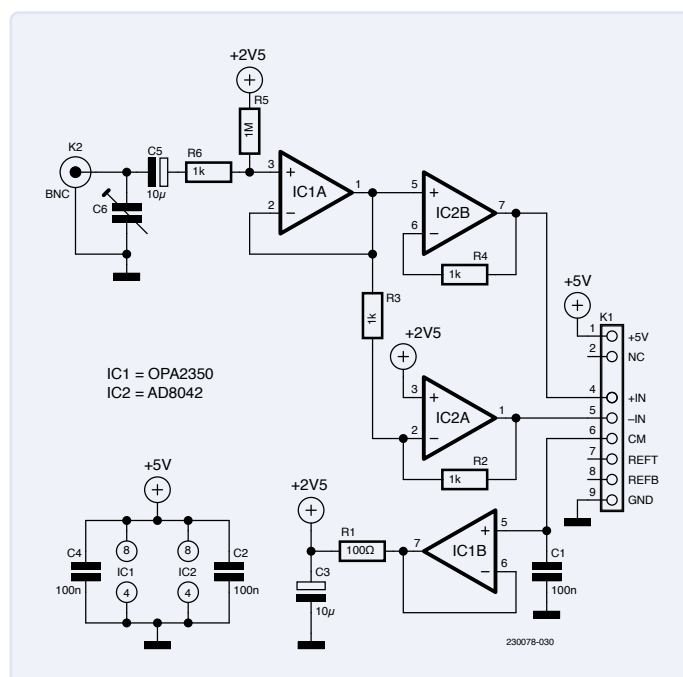 +2V5
R5
1M
K2
BNC
C5
10µ
R6
1k
C6
3
+
2
−
1
IC1A
5
+
6
−
7
IC2B
R4
1k
R3
1k
+2V5
3
+
2
−
1
IC2A
R2
1k
+5V
K1
1 +5V
2 NC
4 +IN
5 –IN
6 CM
7 REFT
8 REFB
9 GND
IC1 = OPA2350
IC2 = AD8042
+5V
C4
100n
8
IC1
4
8
IC2
4
C2
100n
+2V5
R1
100Ω
C3
10µ
7
IC1B
+
5
−
6
C1
100n
230078-030